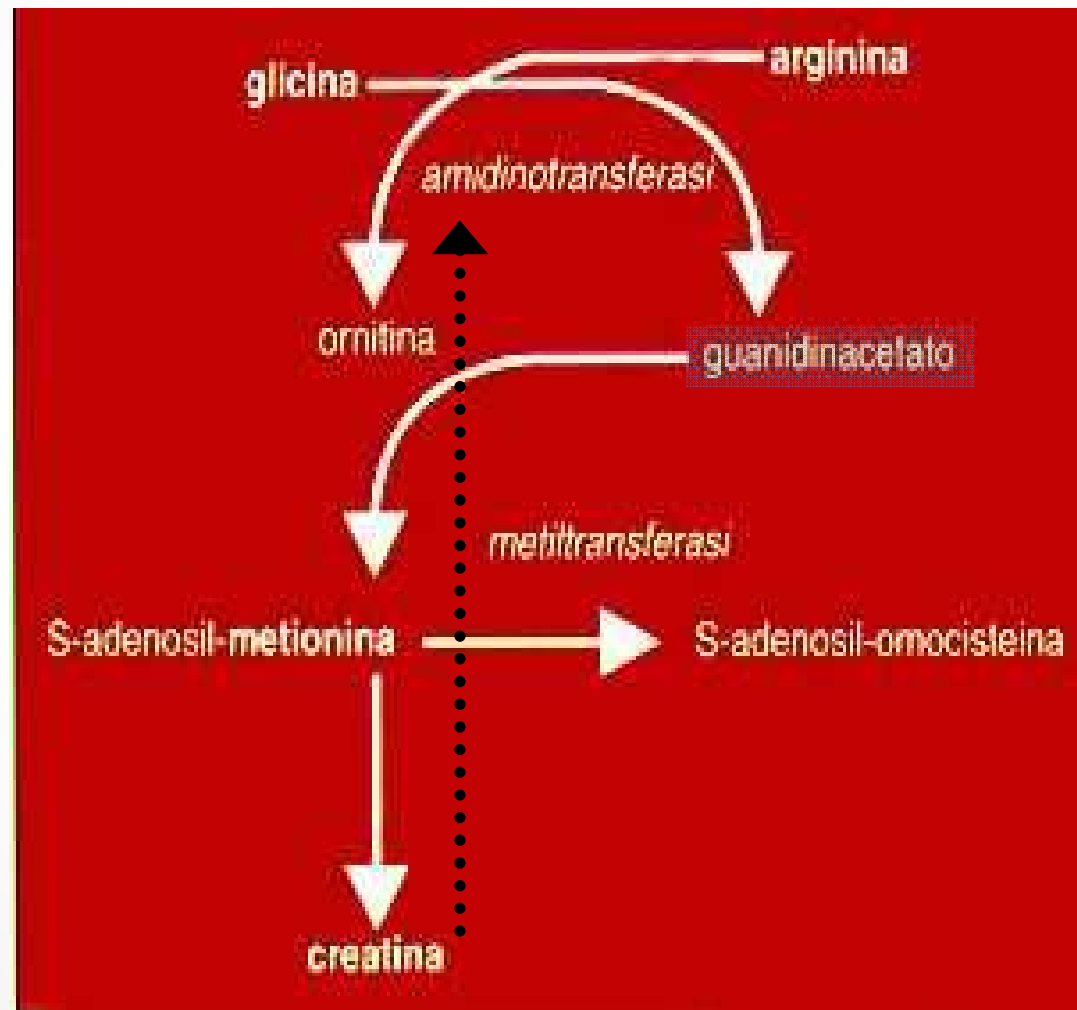 arginina
glicina
amidinotransferasi
ornitina
guanidinacetato
metiltransferasi
S-adenosil-metionina
S-adenosil-omocisteina
creatina